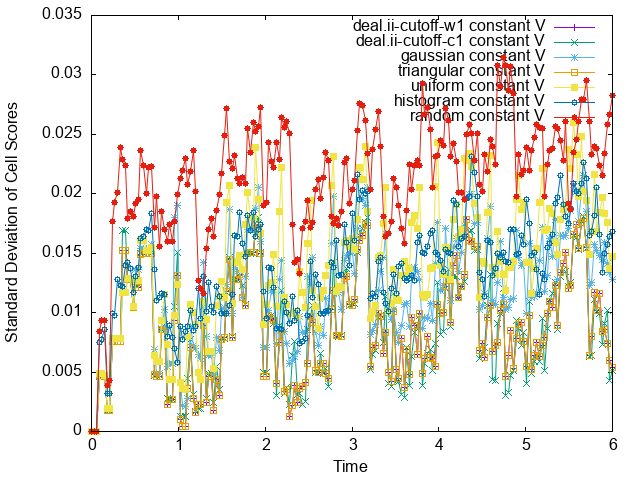 0.035
0.03
0.025
0.02
0.015
0.01
0.005
0
0
1
2
3
4
5
6
Standard Deviation of Cell Scores
Time
deal.ii-cutoff-w1 constant V
deal.ii-cutoff-c1 constant V
gaussian constant V
triangular constant V
uniform constant V
histogram constant V
random constant V